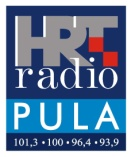 HRT
radio
PULA
101,3 • 100 • 96,4 • 93,9